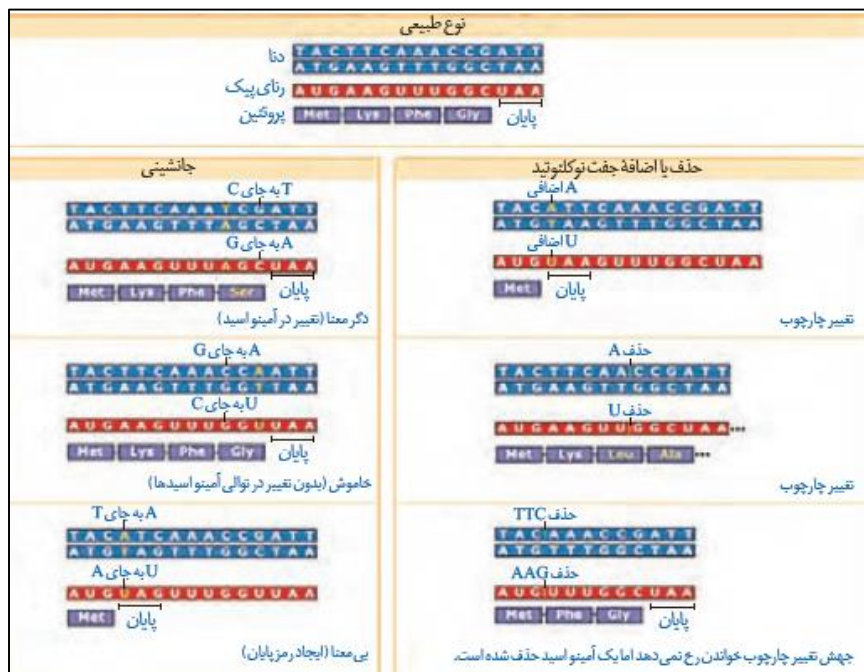 نوع طبیعی
دنا
TACTTCAAACCGATT
ATGAAGTTTGGCTAA
رنای پیک
AUGAAGUUUGGCUAA
پروتئین
Met Lys Phe Gly
پایان
حذف یا اضافهٔ جفت نوکلئوتید
A اضافی
TACATTCAAACCGATT
ATGTAAGTTTGGCTAA
U اضافی
AUGUAAGUUUGGCUAA
Met
پایان
تغییر چارچوب
حذف A
TACTTCAACCGATT
ATGAAGTTGGCTAA
حذف U
AUGAAGUUGGCUAA...
Met Lys Leu Ala ...
تغییر چارچوب
حذف TTC
TACAAACCGATT
ATGTTTGGCTAA
حذف AAG
AUGUUUGGCUAA
Met Phe Gly
پایان
جهش تغییر چارچوب خواندن رخ نمی‌دهد اما یک آمینو اسید حذف شده است.
جانشینی
T به جای C
TACTTCAAATCGATT
ATGAAGTTTAGCTAA
A به جای G
AUGAAGUUUAGCUAA
Met Lys Phe Ser
پایان
دگر معنا (تغییر در آمینو اسید)
A به جای G
TACTTCAAACCAATT
ATGAAGTTTGGTTAA
U به جای C
AUGAAGUUUGGUUAA
Met Lys Phe Gly
پایان
خاموش (بدون تغییر در توالی آمینو اسیدها)
A به جای T
TACATCAAACCGATT
ATGTAGTTTGGCTAA
U به جای A
AUGUAGUUUGGUUAA
Met
پایان
بی معنا (ایجاد رمز پایان)